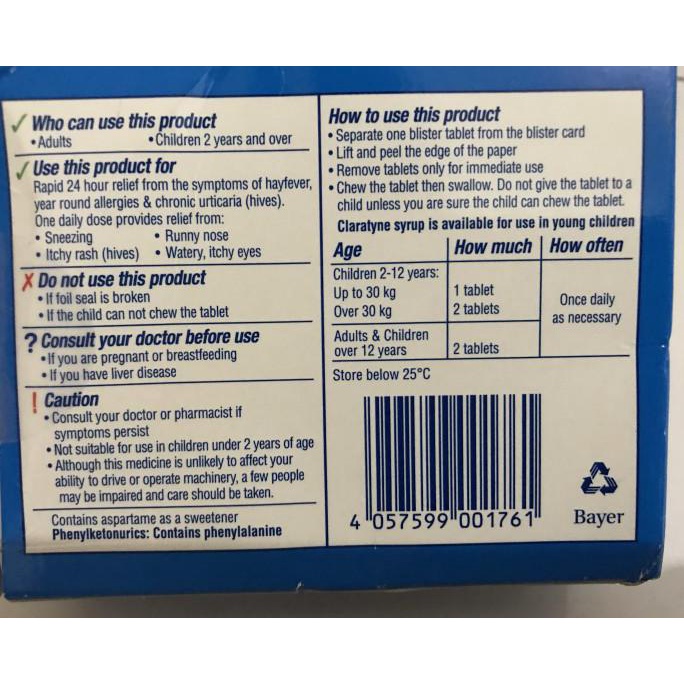 ✓ Who can use this product
• Adults • Children 2 years and over
✓ Use this product for
Rapid 24 hour relief from the symptoms of hayfever,
year round allergies & chronic urticaria (hives).
One daily dose provides relief from:
• Sneezing • Runny nose
• Itchy rash (hives) • Watery, itchy eyes
✗ Do not use this product
• If foil seal is broken
• If the child can not chew the tablet
? Consult your doctor before use
• If you are pregnant or breastfeeding
• If you have liver disease
! Caution
• Consult your doctor or pharmacist if
symptoms persist
• Not suitable for use in children under 2 years of age
• Although this medicine is unlikely to affect your
ability to drive or operate machinery, a few people
may be impaired and care should be taken.
Contains aspartame as a sweetener
Phenylketonurics: Contains phenylalanine
How to use this product
• Separate one blister tablet from the blister card
• Lift and peel the edge of the paper
• Remove tablets only for immediate use
• Chew the tablet then swallow. Do not give the tablet to a
child unless you are sure the child can chew the tablet.
Claratyne syrup is available for use in young children
Age How much How often
Children 2-12 years:
Up to 30 kg 1 tablet
Over 30 kg 2 tablets
Once daily
as necessary
Adults & Children
over 12 years 2 tablets
Store below 25°C
4 057599 001761
Bayer